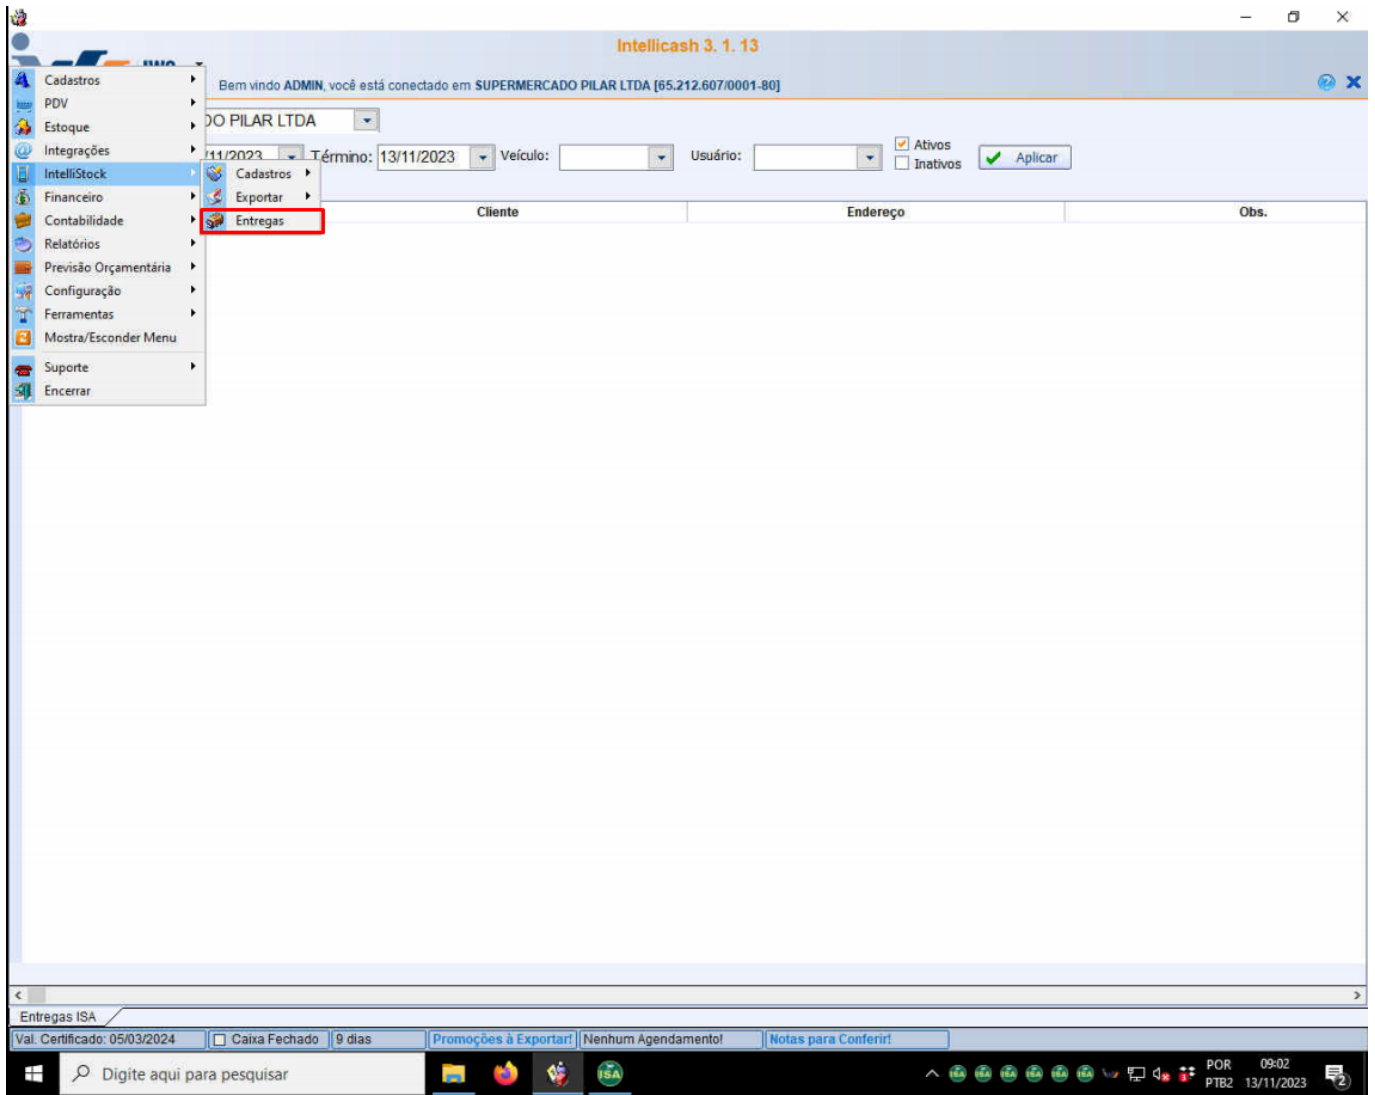 Intellicash 3. 1. 13
Bem vindo ADMIN, você está conectado em SUPERMERCADO PILAR LTDA [65.212.607/0001-80]
Cadastros
PDV
Estoque
Integrações
IntelliStock
Financeiro
Contabilidade
Relatórios
Previsão Orçamentária
Configuração
Ferramentas
Mostra/Esconder Menu
Suporte
Encerrar
Cadastros
Exportar
Entregas
DO PILAR LTDA
/11/2023 Término: 13/11/2023 Veículo: Usuário: Ativos Inativos Aplicar
Cliente Endereço Obs.
Entregas ISA
Val. Certificado: 05/03/2024 Caixa Fechado 9 dias Promoções à Exportar! Nenhum Agendamento! Notas para Conferir!
Digite aqui para pesquisar
ISA
POR 09:02
PTB2 13/11/2023
2